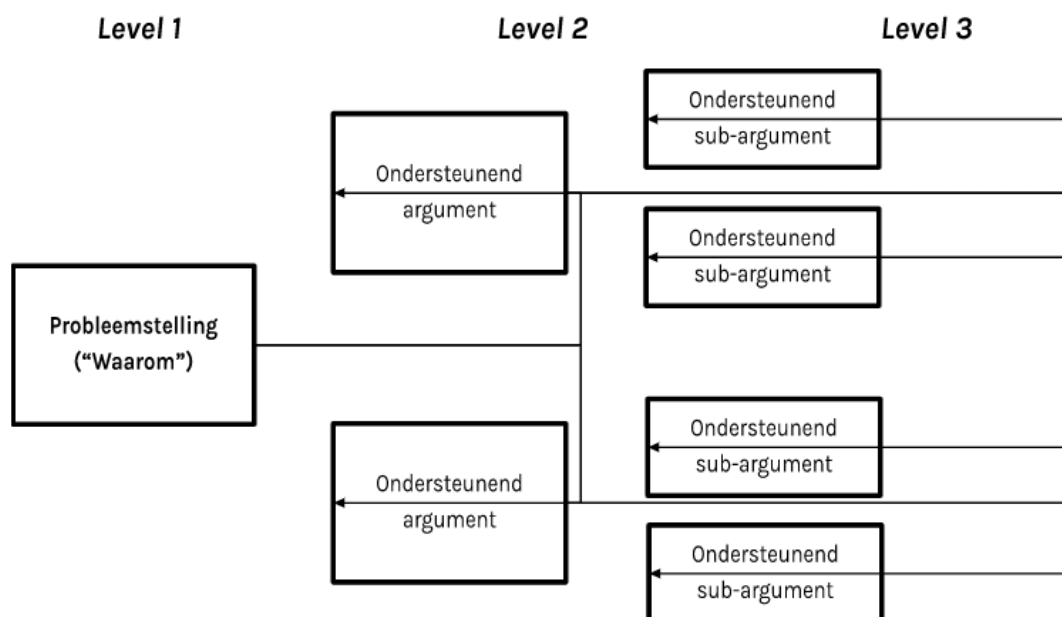 Level 1
Level 2
Level 3
Probleemstelling
(“Waarom”)
Ondersteunend
argument
Ondersteunend
argument
Ondersteunend
sub-argument
Ondersteunend
sub-argument
Ondersteunend
sub-argument
Ondersteunend
sub-argument